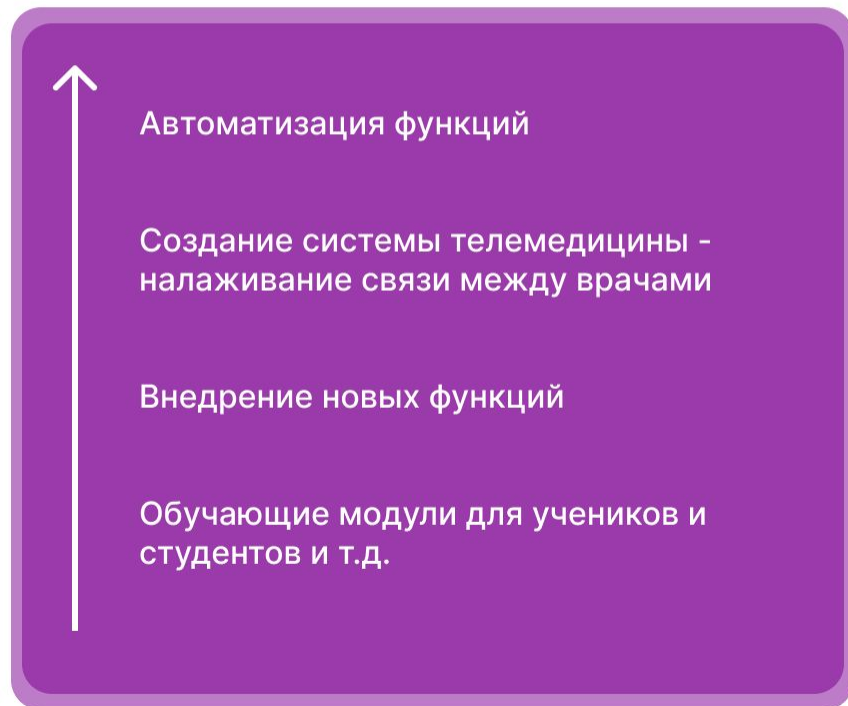 Автоматизация функций
Создание системы телемедицины -
налаживание связи между врачами
Внедрение новых функций
Обучающие модули для учеников и
студентов и т.д.